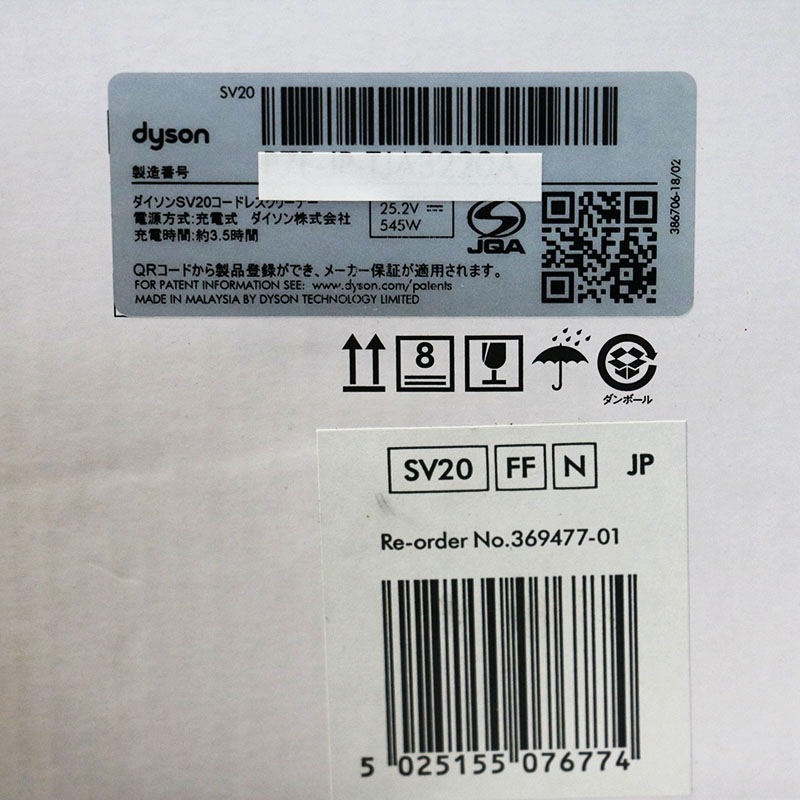 SV20
dyson
製造番号
ダイソンSV20コードレスクリーナー
電源方式:充電式 ダイソン株式会社
充電時間:約3.5時間
25.2V
545W
JQA
386706-18/02
QRコードから製品登録ができ、メーカー保証が適用されます。
FOR PATENT INFORMATION SEE: www.dyson.com/patents
MADE IN MALAYSIA BY DYSON TECHNOLOGY LIMITED
8
ダンボール
SV20 FF N JP
Re-order No.369477-01
5 025155 076774